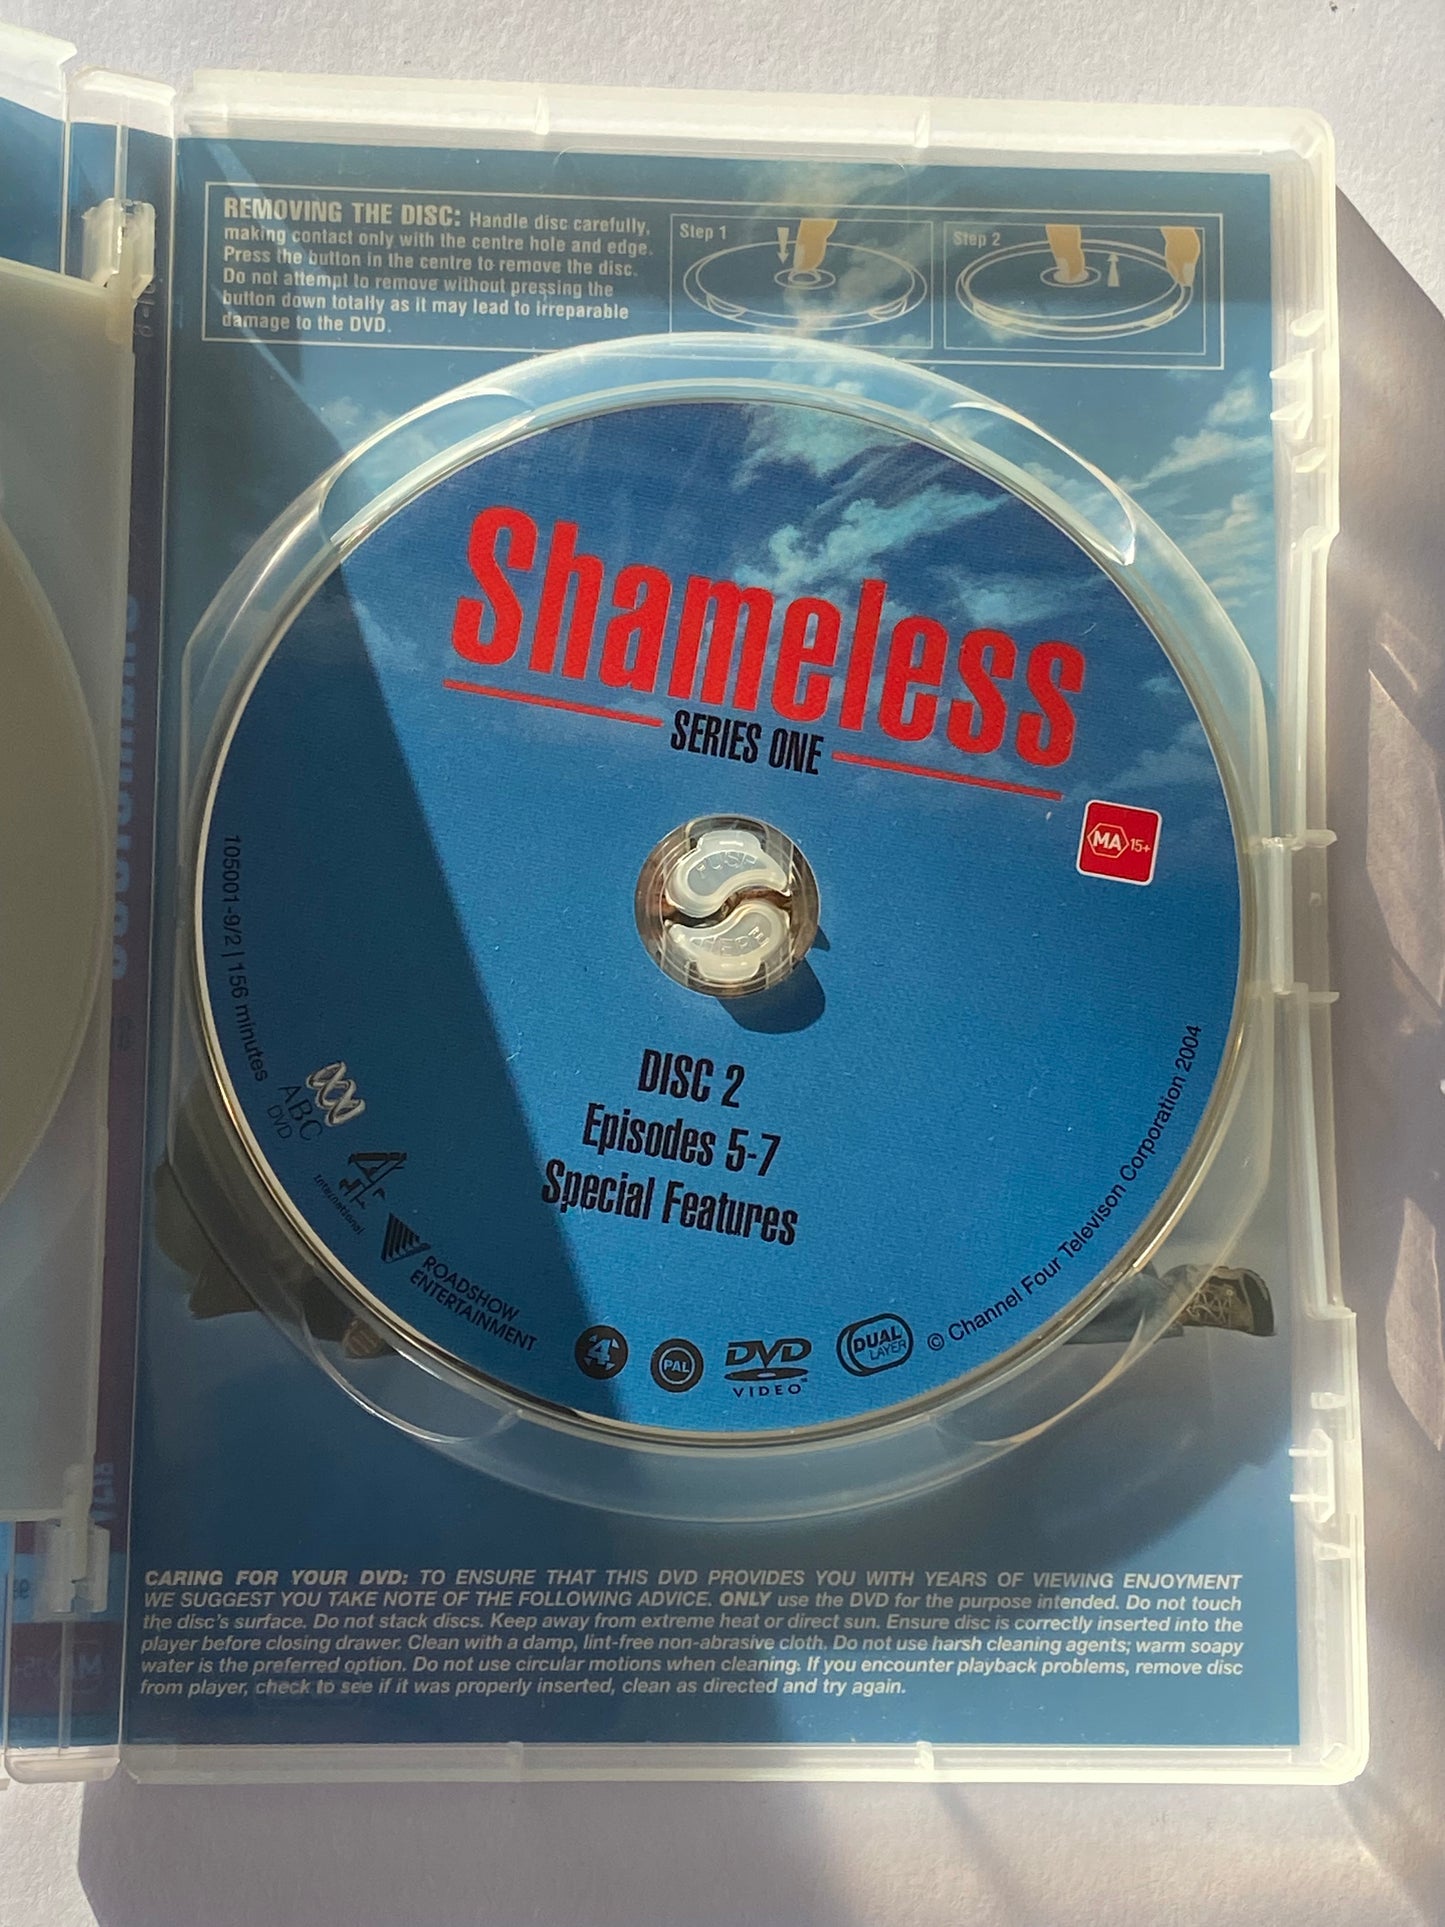 REMOVING THE DISC: Handle disc carefully,
making contact only with the centre hole and edge.
Press the button in the centre to remove the disc.
Do not attempt to remove without pressing the
button down totally as it may lead to irreparable
damage to the DVD.
Step 1
Step 2
Shameless
SERIES ONE
MA 15+
PUSH
HERE
DISC 2
Episodes 5-7
Special Features
105001-9/2 | 156 minutes
ABC
DVD
International
ROADSHOW
ENTERTAINMENT
4
PAL
DVD
VIDEO
DUAL
LAYER
© Channel Four Televison Corporation 2004
CARING FOR YOUR DVD: TO ENSURE THAT THIS DVD PROVIDES YOU WITH YEARS OF VIEWING ENJOYMENT
WE SUGGEST YOU TAKE NOTE OF THE FOLLOWING ADVICE. ONLY use the DVD for the purpose intended. Do not touch
the disc's surface. Do not stack discs. Keep away from extreme heat or direct sun. Ensure disc is correctly inserted into the
player before closing drawer. Clean with a damp, lint-free non-abrasive cloth. Do not use harsh cleaning agents; warm soapy
water is the preferred option. Do not use circular motions when cleaning. If you encounter playback problems, remove disc
from player, check to see if it was properly inserted, clean as directed and try again.